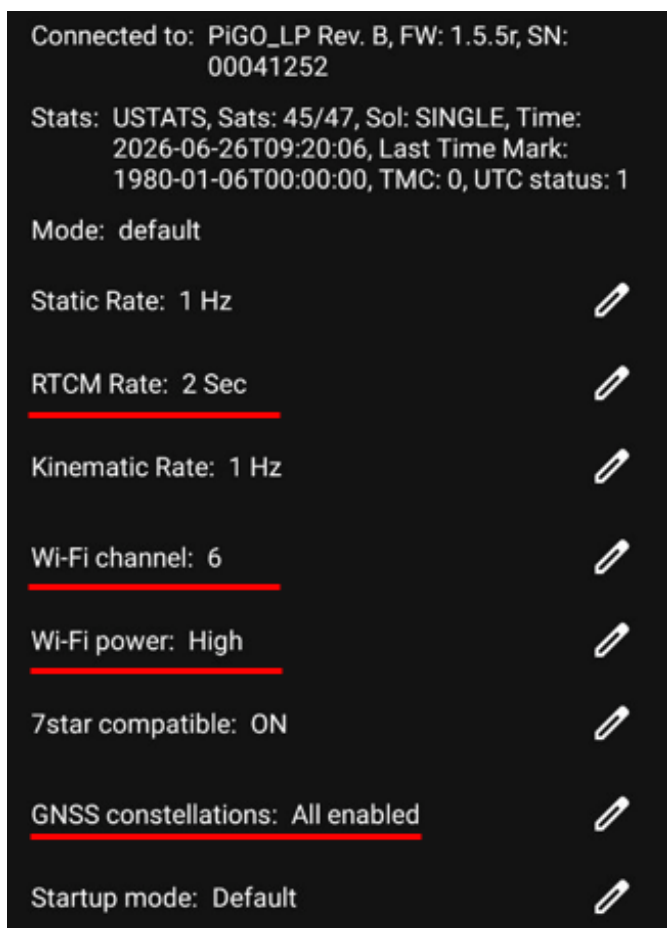 Connected to: PiGO_LP Rev. B, FW: 1.5.5r, SN:
00041252
Stats: USTATS, Sats: 45/47, Sol: SINGLE, Time:
2026-06-26T09:20:06, Last Time Mark:
1980-01-06T00:00:00, TMC: 0, UTC status: 1
Mode: default
Static Rate: 1 Hz
RTCM Rate: 2 Sec
Kinematic Rate: 1 Hz
Wi-Fi channel: 6
Wi-Fi power: High
7star compatible: ON
GNSS constellations: All enabled
Startup mode: Default